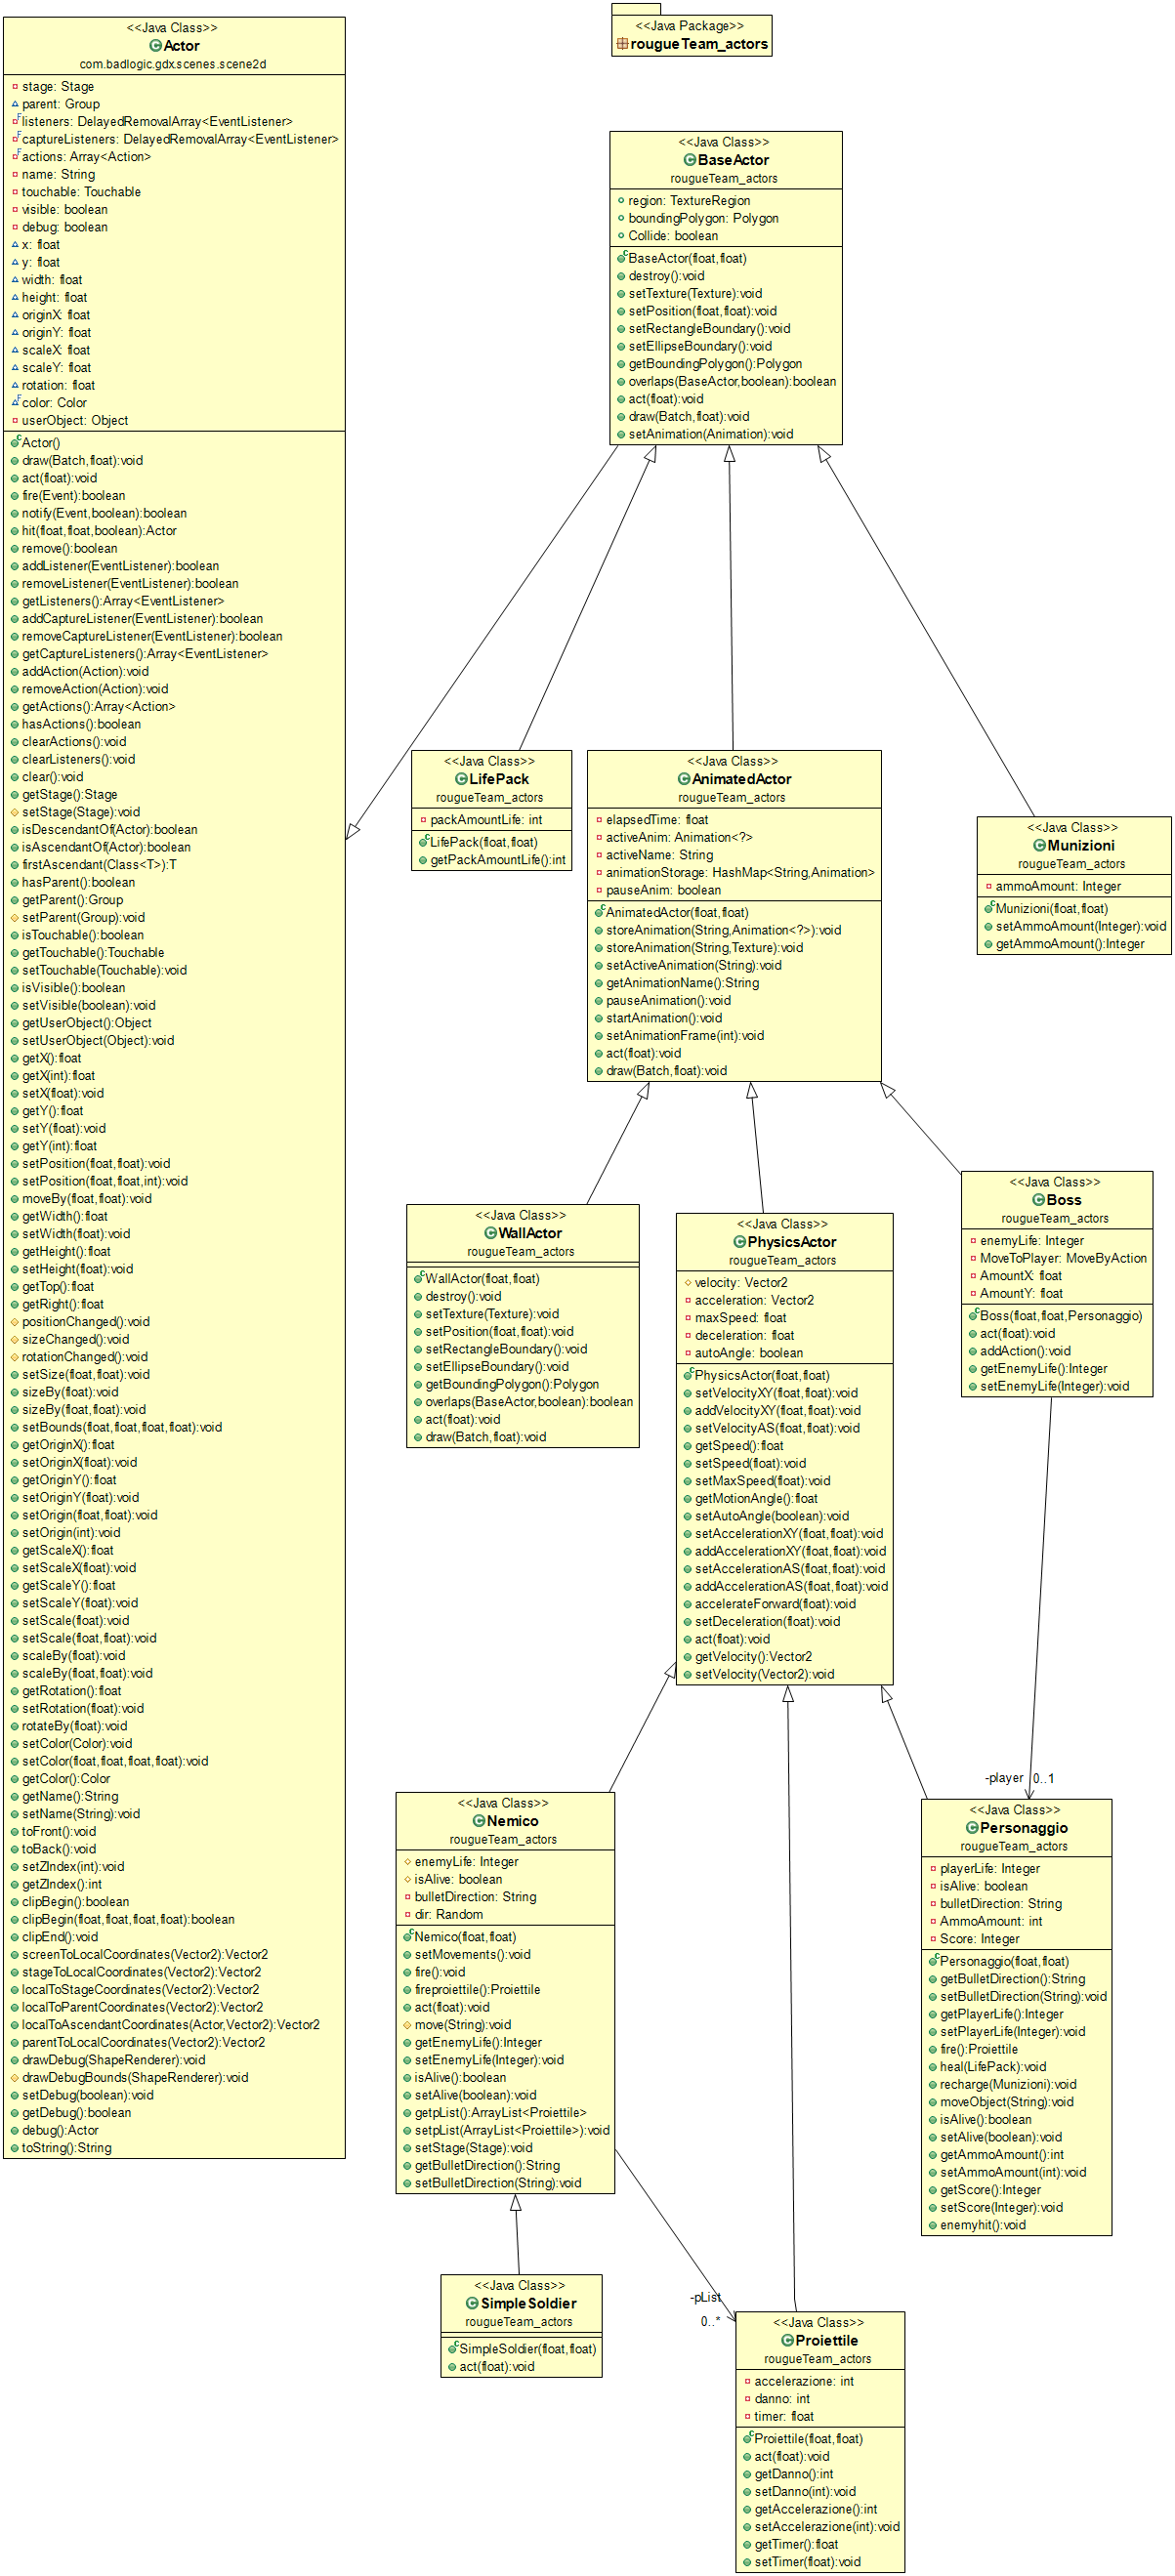 <<Java Class>>
Actor
com.badlogic.gdx.scenes.scene2d
stage: Stage
parent: Group
listeners: DelayedRemovalArray<EventListener>
captureListeners: DelayedRemovalArray<EventListener>
actions: Array<Action>
name: String
touchable: Touchable
visible: boolean
debug: boolean
x: float
y: float
width: float
height: float
originX: float
originY: float
scaleX: float
scaleY: float
rotation: float
color: Color
userObject: Object
Actor()
draw(Batch,float):void
act(float):void
fire(Event):boolean
notify(Event,boolean):boolean
hit(float,float,boolean):Actor
remove():boolean
addListener(EventListener):boolean
removeListener(EventListener):boolean
getListeners():Array<EventListener>
addCaptureListener(EventListener):boolean
removeCaptureListener(EventListener):boolean
getCaptureListeners():Array<EventListener>
addAction(Action):void
removeAction(Action):void
getActions():Array<Action>
hasActions():boolean
clearActions():void
clearListeners():void
clear():void
getStage():Stage
setStage(Stage):void
isDescendantOf(Actor):boolean
isAscendantOf(Actor):boolean
firstAscendant(Class<T>):T
hasParent():boolean
getParent():Group
setParent(Group):void
isTouchable():boolean
getTouchable():Touchable
setTouchable(Touchable):void
isVisible():boolean
setVisible(boolean):void
getUserObject():Object
setUserObject(Object):void
getX():float
getX(int):float
setX(float):void
getY():float
setY(float):void
getY(int):float
setPosition(float,float):void
setPosition(float,float,int):void
moveBy(float,float):void
getWidth():float
setWidth(float):void
getHeight():float
setHeight(float):void
getTop():float
getRight():float
positionChanged():void
sizeChanged():void
rotationChanged():void
setSize(float,float):void
sizeBy(float):void
sizeBy(float,float):void
setBounds(float,float,float,float):void
getOriginX():float
setOriginX(float):void
getOriginY():float
setOriginY(float):void
setOrigin(float,float):void
setOrigin(int):void
getScaleX():float
setScaleX(float):void
getScaleY():float
setScaleY(float):void
setScale(float):void
setScale(float,float):void
scaleBy(float):void
scaleBy(float,float):void
getRotation():float
setRotation(float):void
rotateBy(float):void
setColor(Color):void
setColor(float,float,float,float):void
getColor():Color
getName():String
setName(String):void
toFront():void
toBack():void
setZIndex(int):void
getZIndex():int
clipBegin():boolean
clipBegin(float,float,float,float):boolean
clipEnd():void
screenToLocalCoordinates(Vector2):Vector2
stageToLocalCoordinates(Vector2):Vector2
localToStageCoordinates(Vector2):Vector2
localToParentCoordinates(Vector2):Vector2
localToAscendantCoordinates(Actor,Vector2):Vector2
parentToLocalCoordinates(Vector2):Vector2
drawDebug(ShapeRenderer):void
drawDebugBounds(ShapeRenderer):void
setDebug(boolean):void
getDebug():boolean
debug():Actor
toString():String
<<Java Package>>
rougueTeam_actors
<<Java Class>>
BaseActor
rougueTeam_actors
region: TextureRegion
boundingPolygon: Polygon
Collide: boolean
BaseActor(float,float)
destroy():void
setTexture(Texture):void
setPosition(float,float):void
setRectangleBoundary():void
setEllipseBoundary():void
getBoundingPolygon():Polygon
overlaps(BaseActor,boolean):boolean
act(float):void
draw(Batch,float):void
setAnimation(Animation):void
<<Java Class>>
LifePack
rougueTeam_actors
packAmountLife: int
LifePack(float,float)
getPackAmountLife():int
<<Java Class>>
AnimatedActor
rougueTeam_actors
elapsedTime: float
activeAnim: Animation<?>
activeName: String
animationStorage: HashMap<String,Animation>
pauseAnim: boolean
AnimatedActor(float,float)
storeAnimation(String,Animation<?>):void
storeAnimation(String,Texture):void
setActiveAnimation(String):void
getAnimationName():String
pauseAnimation():void
startAnimation():void
setAnimationFrame(int):void
act(float):void
draw(Batch,float):void
<<Java Class>>
Munizioni
rougueTeam_actors
ammoAmount: Integer
Munizioni(float,float)
setAmmoAmount(Integer):void
getAmmoAmount():Integer
<<Java Class>>
WallActor
rougueTeam_actors
WallActor(float,float)
destroy():void
setTexture(Texture):void
setPosition(float,float):void
setRectangleBoundary():void
setEllipseBoundary():void
getBoundingPolygon():Polygon
overlaps(BaseActor,boolean):boolean
act(float):void
draw(Batch,float):void
<<Java Class>>
PhysicsActor
rougueTeam_actors
velocity: Vector2
acceleration: Vector2
maxSpeed: float
deceleration: float
autoAngle: boolean
PhysicsActor(float,float)
setVelocityXY(float,float):void
addVelocityXY(float,float):void
setVelocityAS(float,float):void
getSpeed():float
setSpeed(float):void
setMaxSpeed(float):void
getMotionAngle():float
setAutoAngle(boolean):void
setAccelerationXY(float,float):void
addAccelerationXY(float,float):void
setAccelerationAS(float,float):void
addAccelerationAS(float,float):void
accelerateForward(float):void
setDeceleration(float):void
act(float):void
getVelocity():Vector2
setVelocity(Vector2):void
<<Java Class>>
Boss
rougueTeam_actors
enemyLife: Integer
MoveToPlayer: MoveByAction
AmountX: float
AmountY: float
Boss(float,float,Personaggio)
act(float):void
addAction():void
getEnemyLife():Integer
setEnemyLife(Integer):void
-player 0..1
<<Java Class>>
Nemico
rougueTeam_actors
enemyLife: Integer
isAlive: boolean
bulletDirection: String
dir: Random
Nemico(float,float)
setMovements():void
fire():void
fireproiettile():Proiettile
act(float):void
move(String):void
getEnemyLife():Integer
setEnemyLife(Integer):void
isAlive():boolean
setAlive(boolean):void
getpList():ArrayList<Proiettile>
setpList(ArrayList<Proiettile>):void
setStage(Stage):void
getBulletDirection():String
setBulletDirection(String):void
<<Java Class>>
Personaggio
rougueTeam_actors
playerLife: Integer
isAlive: boolean
bulletDirection: String
AmmoAmount: int
Score: Integer
Personaggio(float,float)
getBulletDirection():String
setBulletDirection(String):void
getPlayerLife():Integer
setPlayerLife(Integer):void
fire():Proiettile
heal(LifePack):void
recharge(Munizioni):void
moveObject(String):void
isAlive():boolean
setAlive(boolean):void
getAmmoAmount():int
setAmmoAmount(int):void
getScore():Integer
setScore(Integer):void
enemyhit():void
<<Java Class>>
SimpleSoldier
rougueTeam_actors
SimpleSoldier(float,float)
act(float):void
-pList
0..*
<<Java Class>>
Proiettile
rougueTeam_actors
accelerazione: int
danno: int
timer: float
Proiettile(float,float)
act(float):void
getDanno():int
setDanno(int):void
getAccelerazione():int
setAccelerazione(int):void
getTimer():float
setTimer(float):void